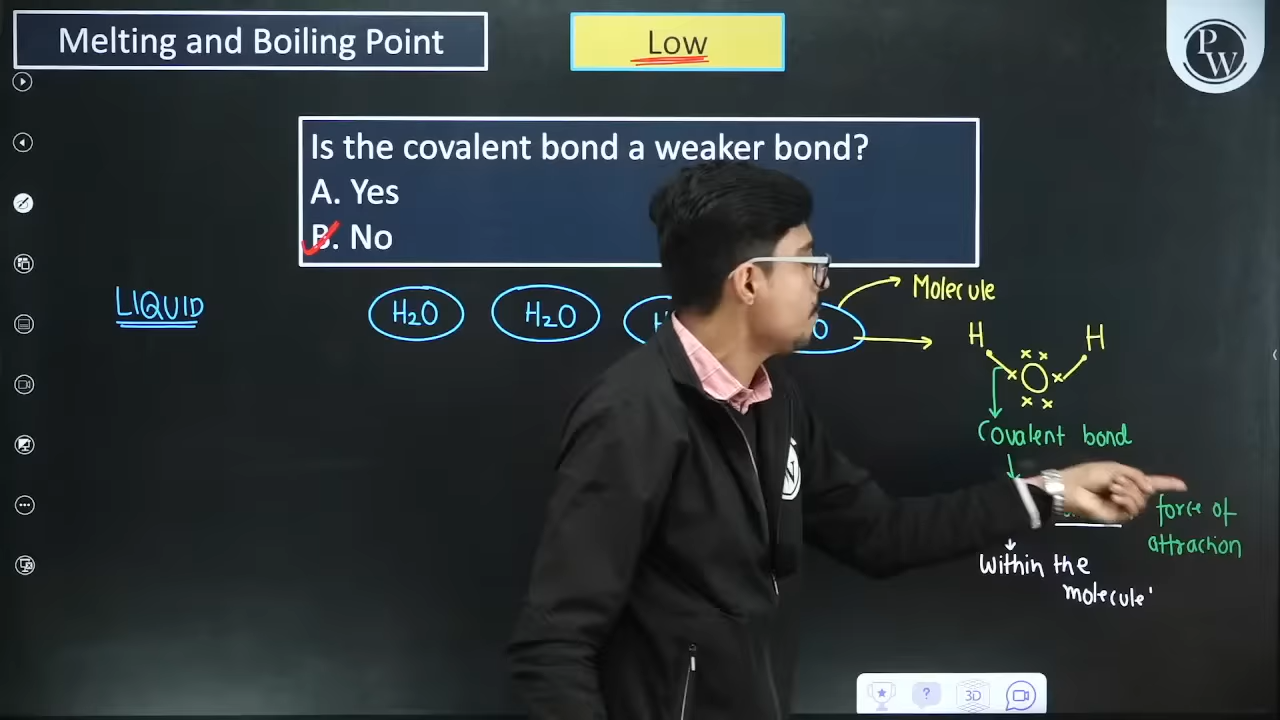 Melting and Boiling Point
Low
PW
Is the covalent bond a weaker bond?
A. Yes
B. No
LIQUID
H₂O
H₂O
H
O
Molecule
H
H
O
Covalent bond
force of
attraction
Within the
molecule
?
3D